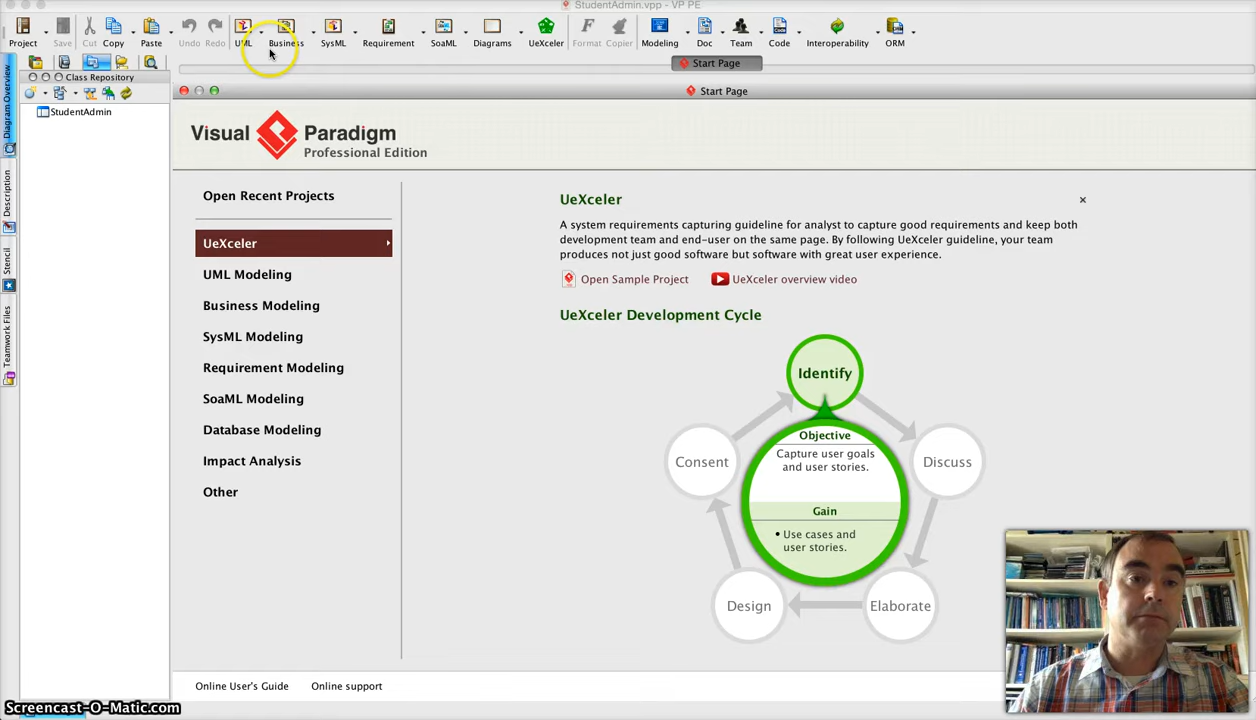 StudentAdmin.vpp - VP PE
Project Save Cut Copy Paste Undo Redo UML Business SysML Requirement SoaML Diagrams UeXceler Format Copier Modeling Doc Team Code Interoperability ORM
Start Page
Class Repository
Start Page
StudentAdmin
Diagram Overview
Description
Stencil
Teamwork Files
Visual Paradigm
Professional Edition
Open Recent Projects
UeXceler
UML Modeling
Business Modeling
SysML Modeling
Requirement Modeling
SoaML Modeling
Database Modeling
Impact Analysis
Other
UeXceler
A system requirements capturing guideline for analyst to capture good requirements and keep both
development team and end-user on the same page. By following UeXceler guideline, your team
produces not just good software but software with great user experience.
Open Sample Project UeXceler overview video
UeXceler Development Cycle
Identify
Objective
Capture user goals
and user stories.
Gain
• Use cases and
user stories.
Consent
Discuss
Design
Elaborate
Online User's Guide Online support
Screencast-O-Matic.com